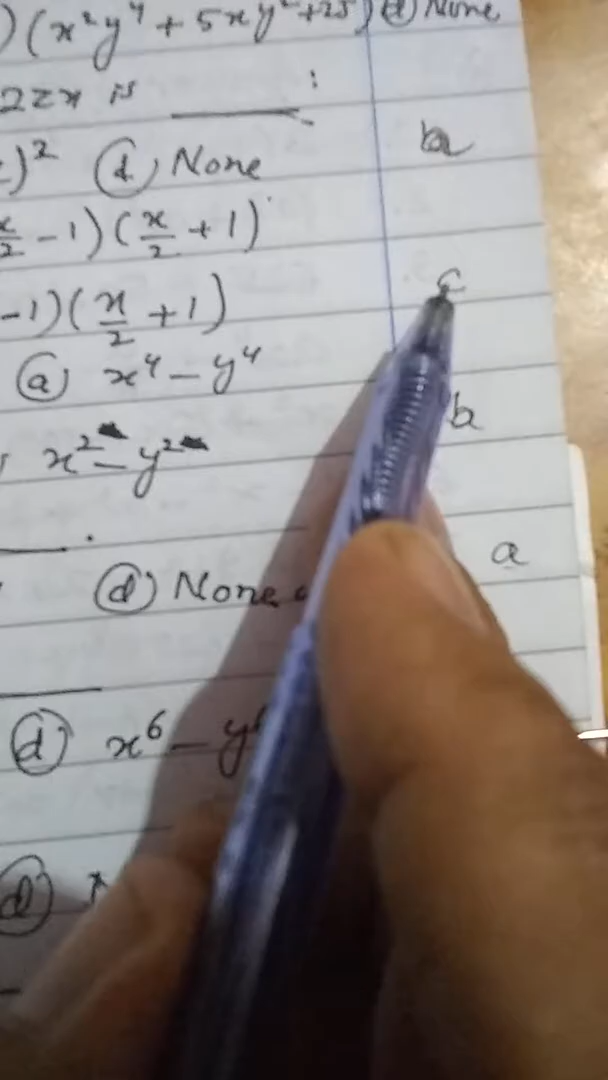 )(x²y⁴ + 5xy² + 25) (d) None
2zx is ______ :
)² (d) None
b
x/2 - 1)(x/2 + 1)
-1)(x/2 + 1)
c
(a) x⁴ - y⁴
b
x² - y²
a
(d) None
(d) x⁶ - y
(d)